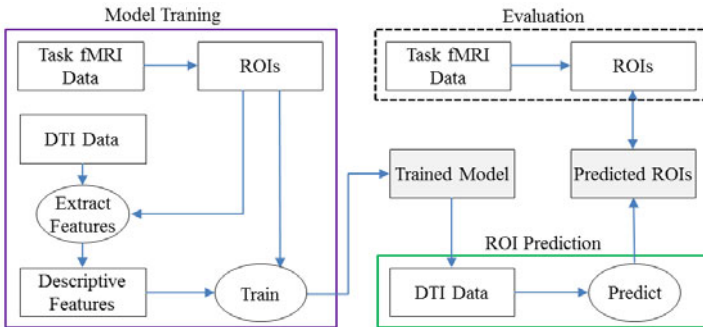 Model Training
Task fMRI
Data
ROIs
DTI Data
Extract
Features
Descriptive
Features
Train
Evaluation
Task fMRI
Data
ROIs
Trained Model
Predicted ROIs
ROI Prediction
DTI Data
Predict